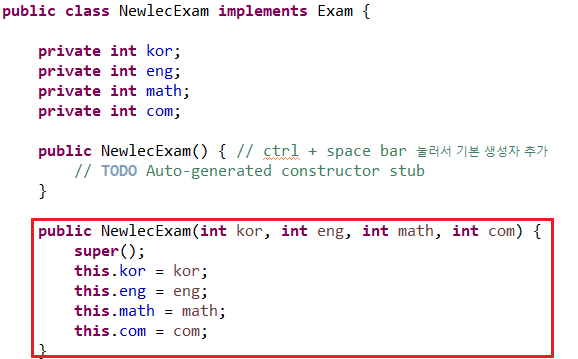 public class NewlecExam implements Exam {
private int kor;
private int eng;
private int math;
private int com;
public NewlecExam() { // ctrl + space bar 눌러서 기본 생성자 추가
// TODO Auto-generated constructor stub
}
public NewlecExam(int kor, int eng, int math, int com) {
super();
this.kor = kor;
this.eng = eng;
this.math = math;
this.com = com;
}